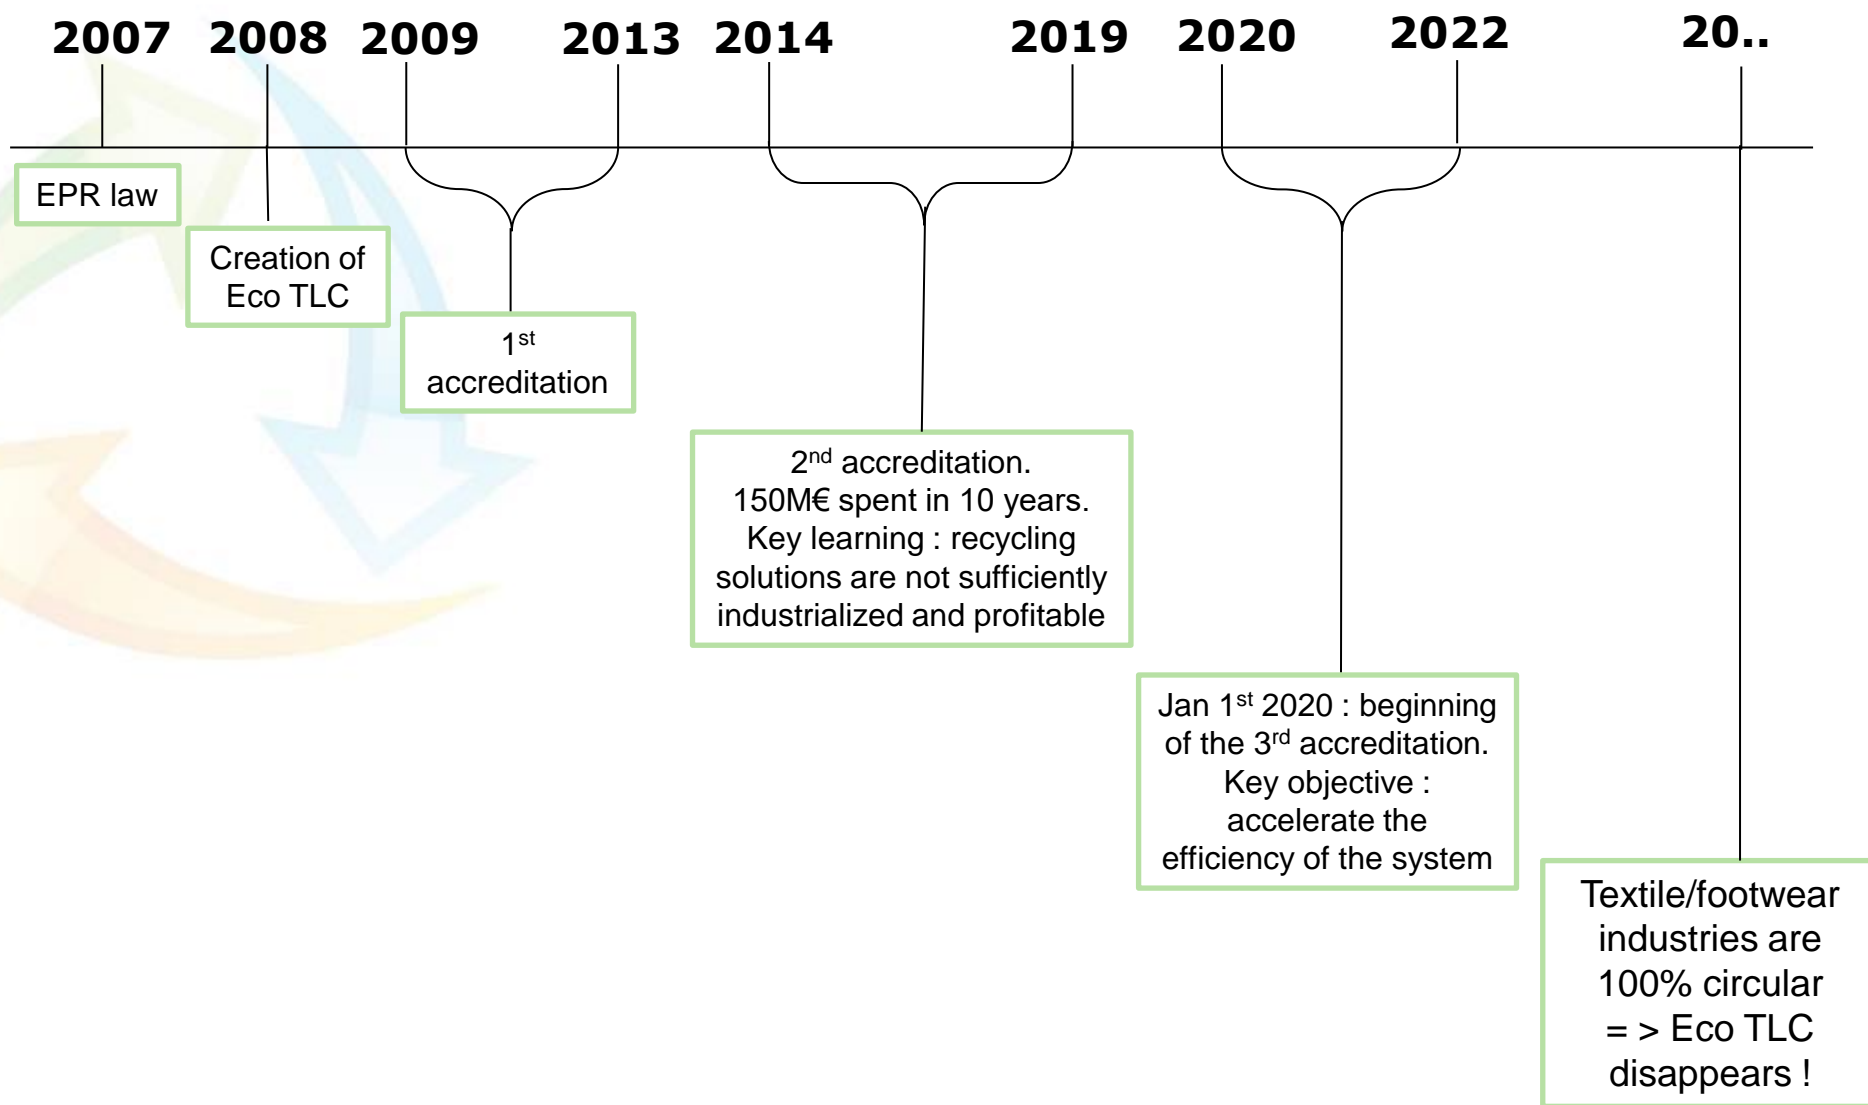 2007 2008 2009 2013 2014 2019 2020 2022 20..
EPR law
Creation of
Eco TLC
1st
accreditation
2nd accreditation.
150M€ spent in 10 years.
Key learning : recycling
solutions are not sufficiently
industrialized and profitable
Jan 1st 2020 : beginning
of the 3rd accreditation.
Key objective :
accelerate the
efficiency of the system
Textile/footwear
industries are
100% circular
= > Eco TLC
disappears !